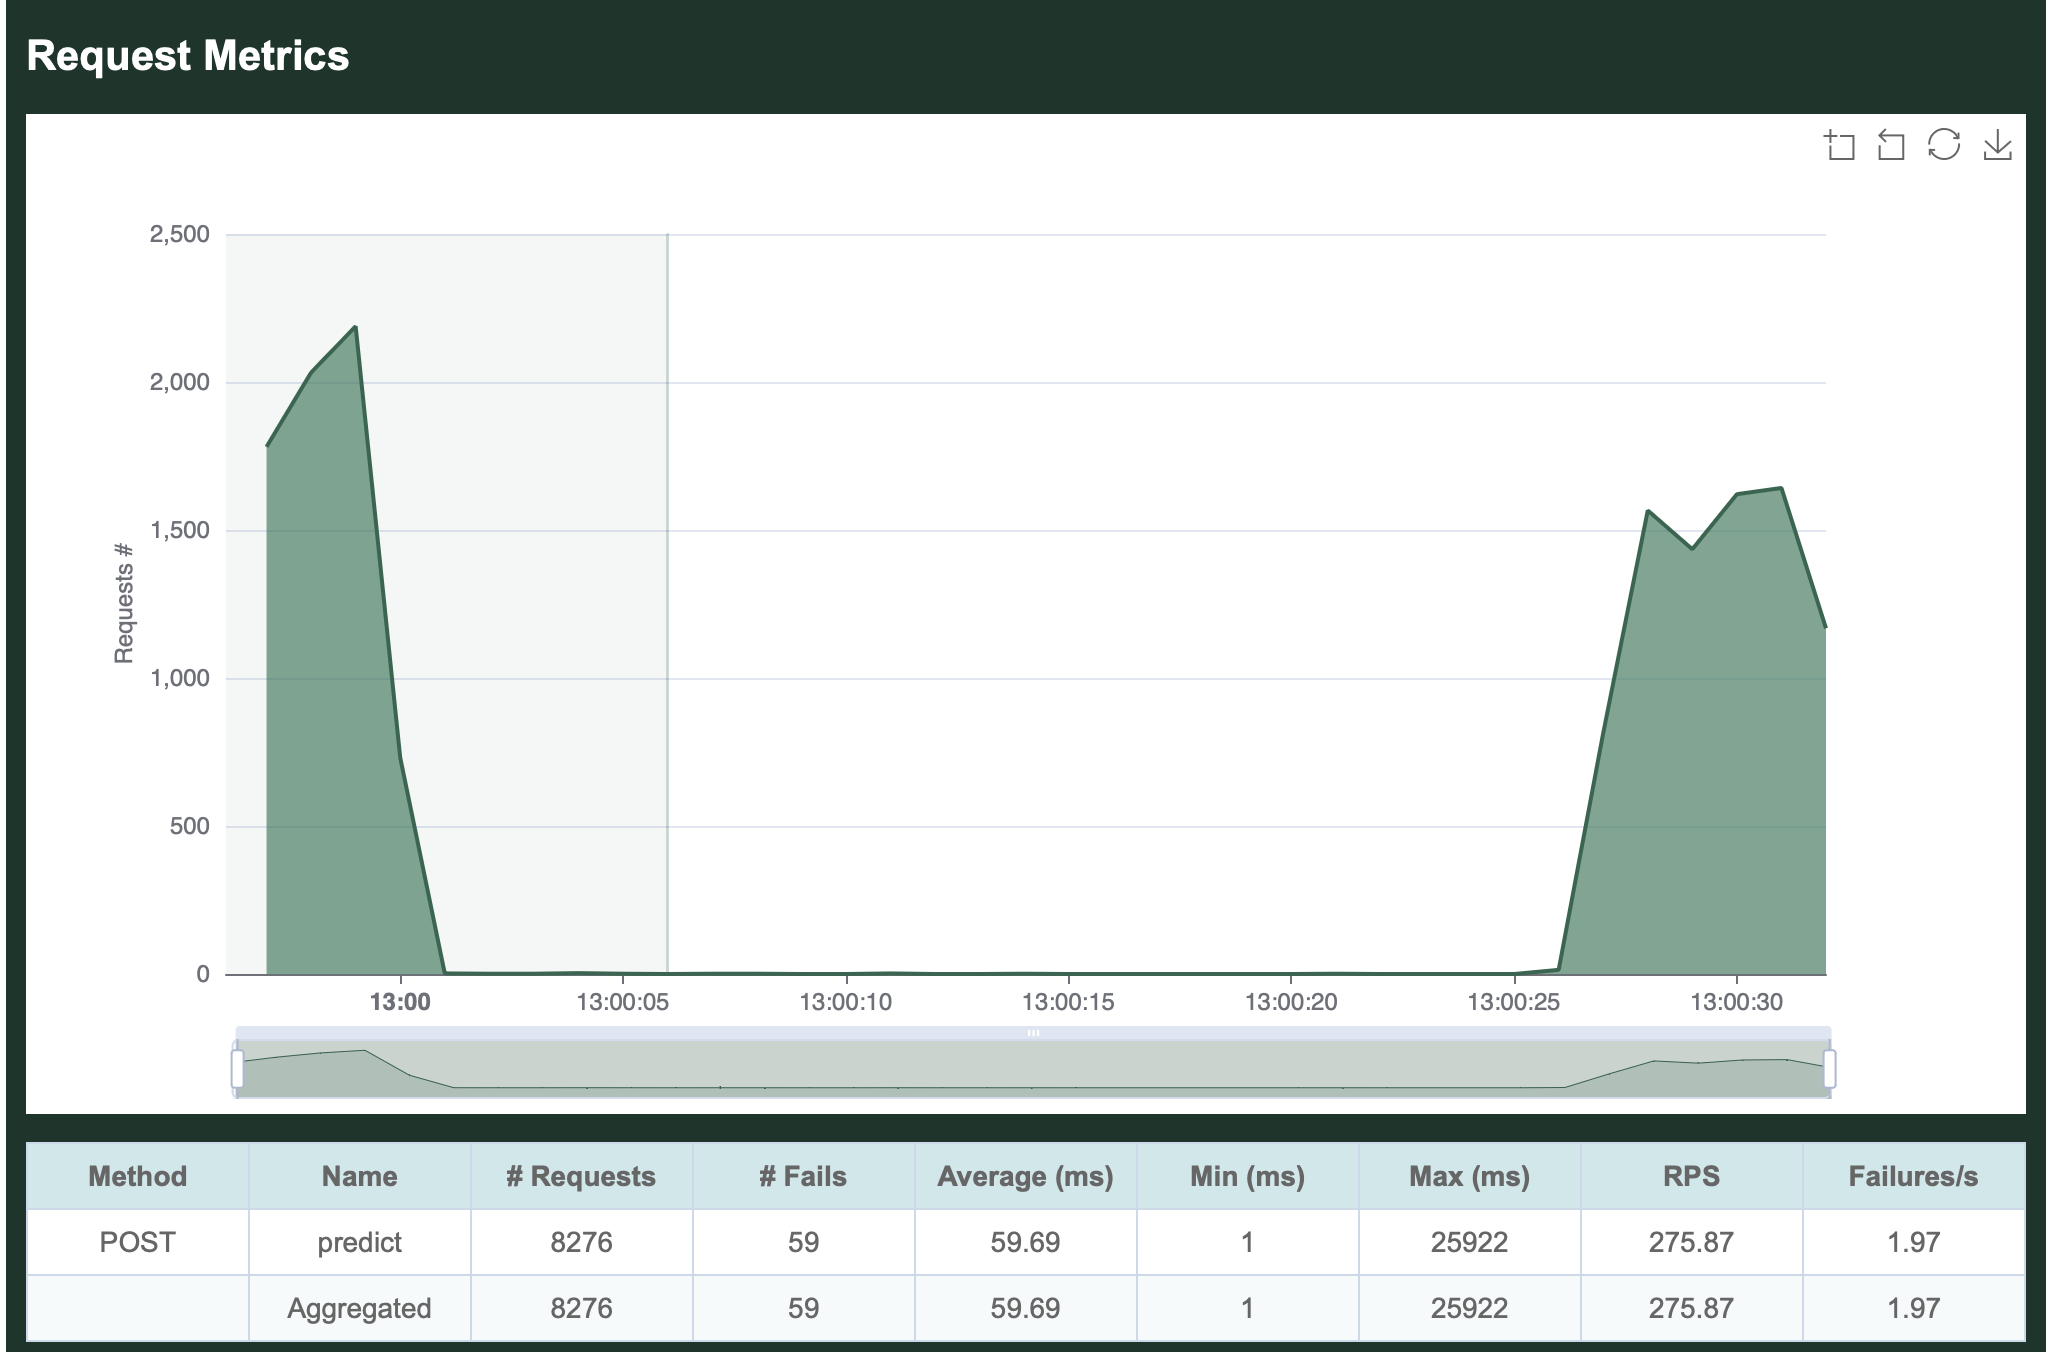 Request Metrics
2,500
2,000
1,500
1,000
500
0
Requests #
13:00 13:00:05 13:00:10 13:00:15 13:00:20 13:00:25 13:00:30
Method Name # Requests # Fails Average (ms) Min (ms) Max (ms) RPS Failures/s
POST predict 8276 59 59.69 1 25922 275.87 1.97
Aggregated 8276 59 59.69 1 25922 275.87 1.97